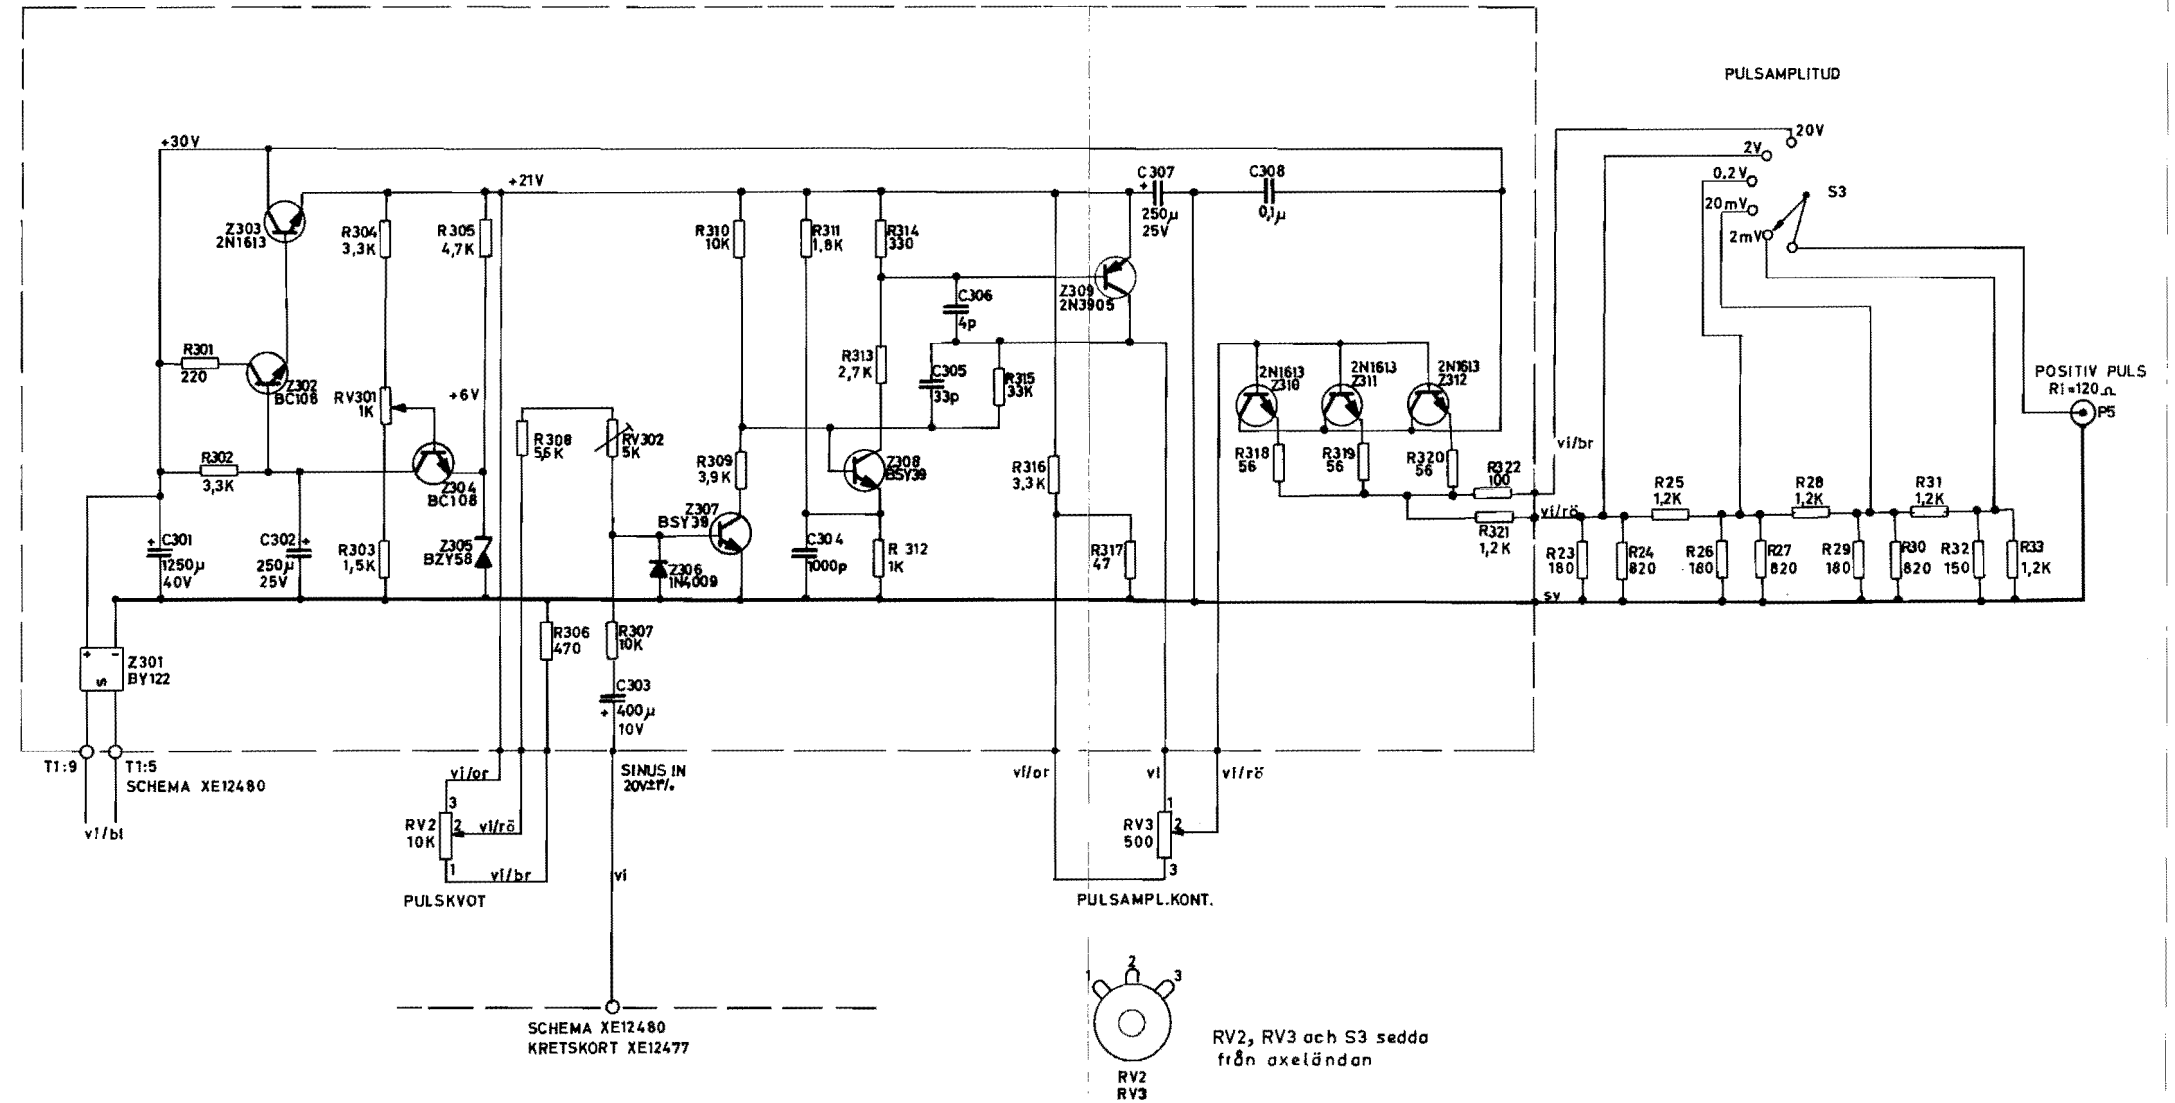 PULSAMPLITUD
+30V
20V
2V
0,2V
20mV
2mV
S3
+21V
C307
+
250µ
25V
C308
0,1µ
Z303
2N1613
R304
3,3K
R305
4,7K
R310
10K
R311
1,8K
R314
330
Z309
2N3905
C306
4p
R301
220
Z302
BC106
RV301
1K
+6V
R313
2,7K
C305
33p
R315
33K
2N1613
Z310
2N1613
Z311
2N1613
Z312
POSITIV PULS
Ri=120Ω
P5
R302
3,3K
Z304
BC108
R308
5,6K
RV302
5K
R309
3,9K
Z308
BSY39
R316
3,3K
R318
56
R319
56
R320
56
R322
100
vi/br
R321
1,2K
vi/rö
R25
1,2K
R28
1,2K
R31
1,2K
+
C301
1250µ
40V
C302
+
250µ
25V
R303
1,5K
Z305
BZY58
Z307
BSY39
Z306
1N4009
C304
1000p
R 312
1K
R317
47
R23
180
R24
820
R26
180
R27
820
R29
180
R30
820
R32
150
R33
1,2K
sv
+
-
S
Z301
BY122
R306
470
R307
10K
C303
+
400µ
10V
T1:9
T1:5
SCHEMA XE12480
vi/bl
vi/or
SINUS IN
20V±1%
3
RV2
10K
2
vi/rö
1
vi/br
PULSKVOT
vi
vi/or
vi
vi/rö
1
RV3
500
2
3
PULSAMPL.KONT.
SCHEMA XE12480
KRETSKORT XE12477
1
2
3
RV2
RV3
RV2, RV3 och S3 sedda
från axeländan